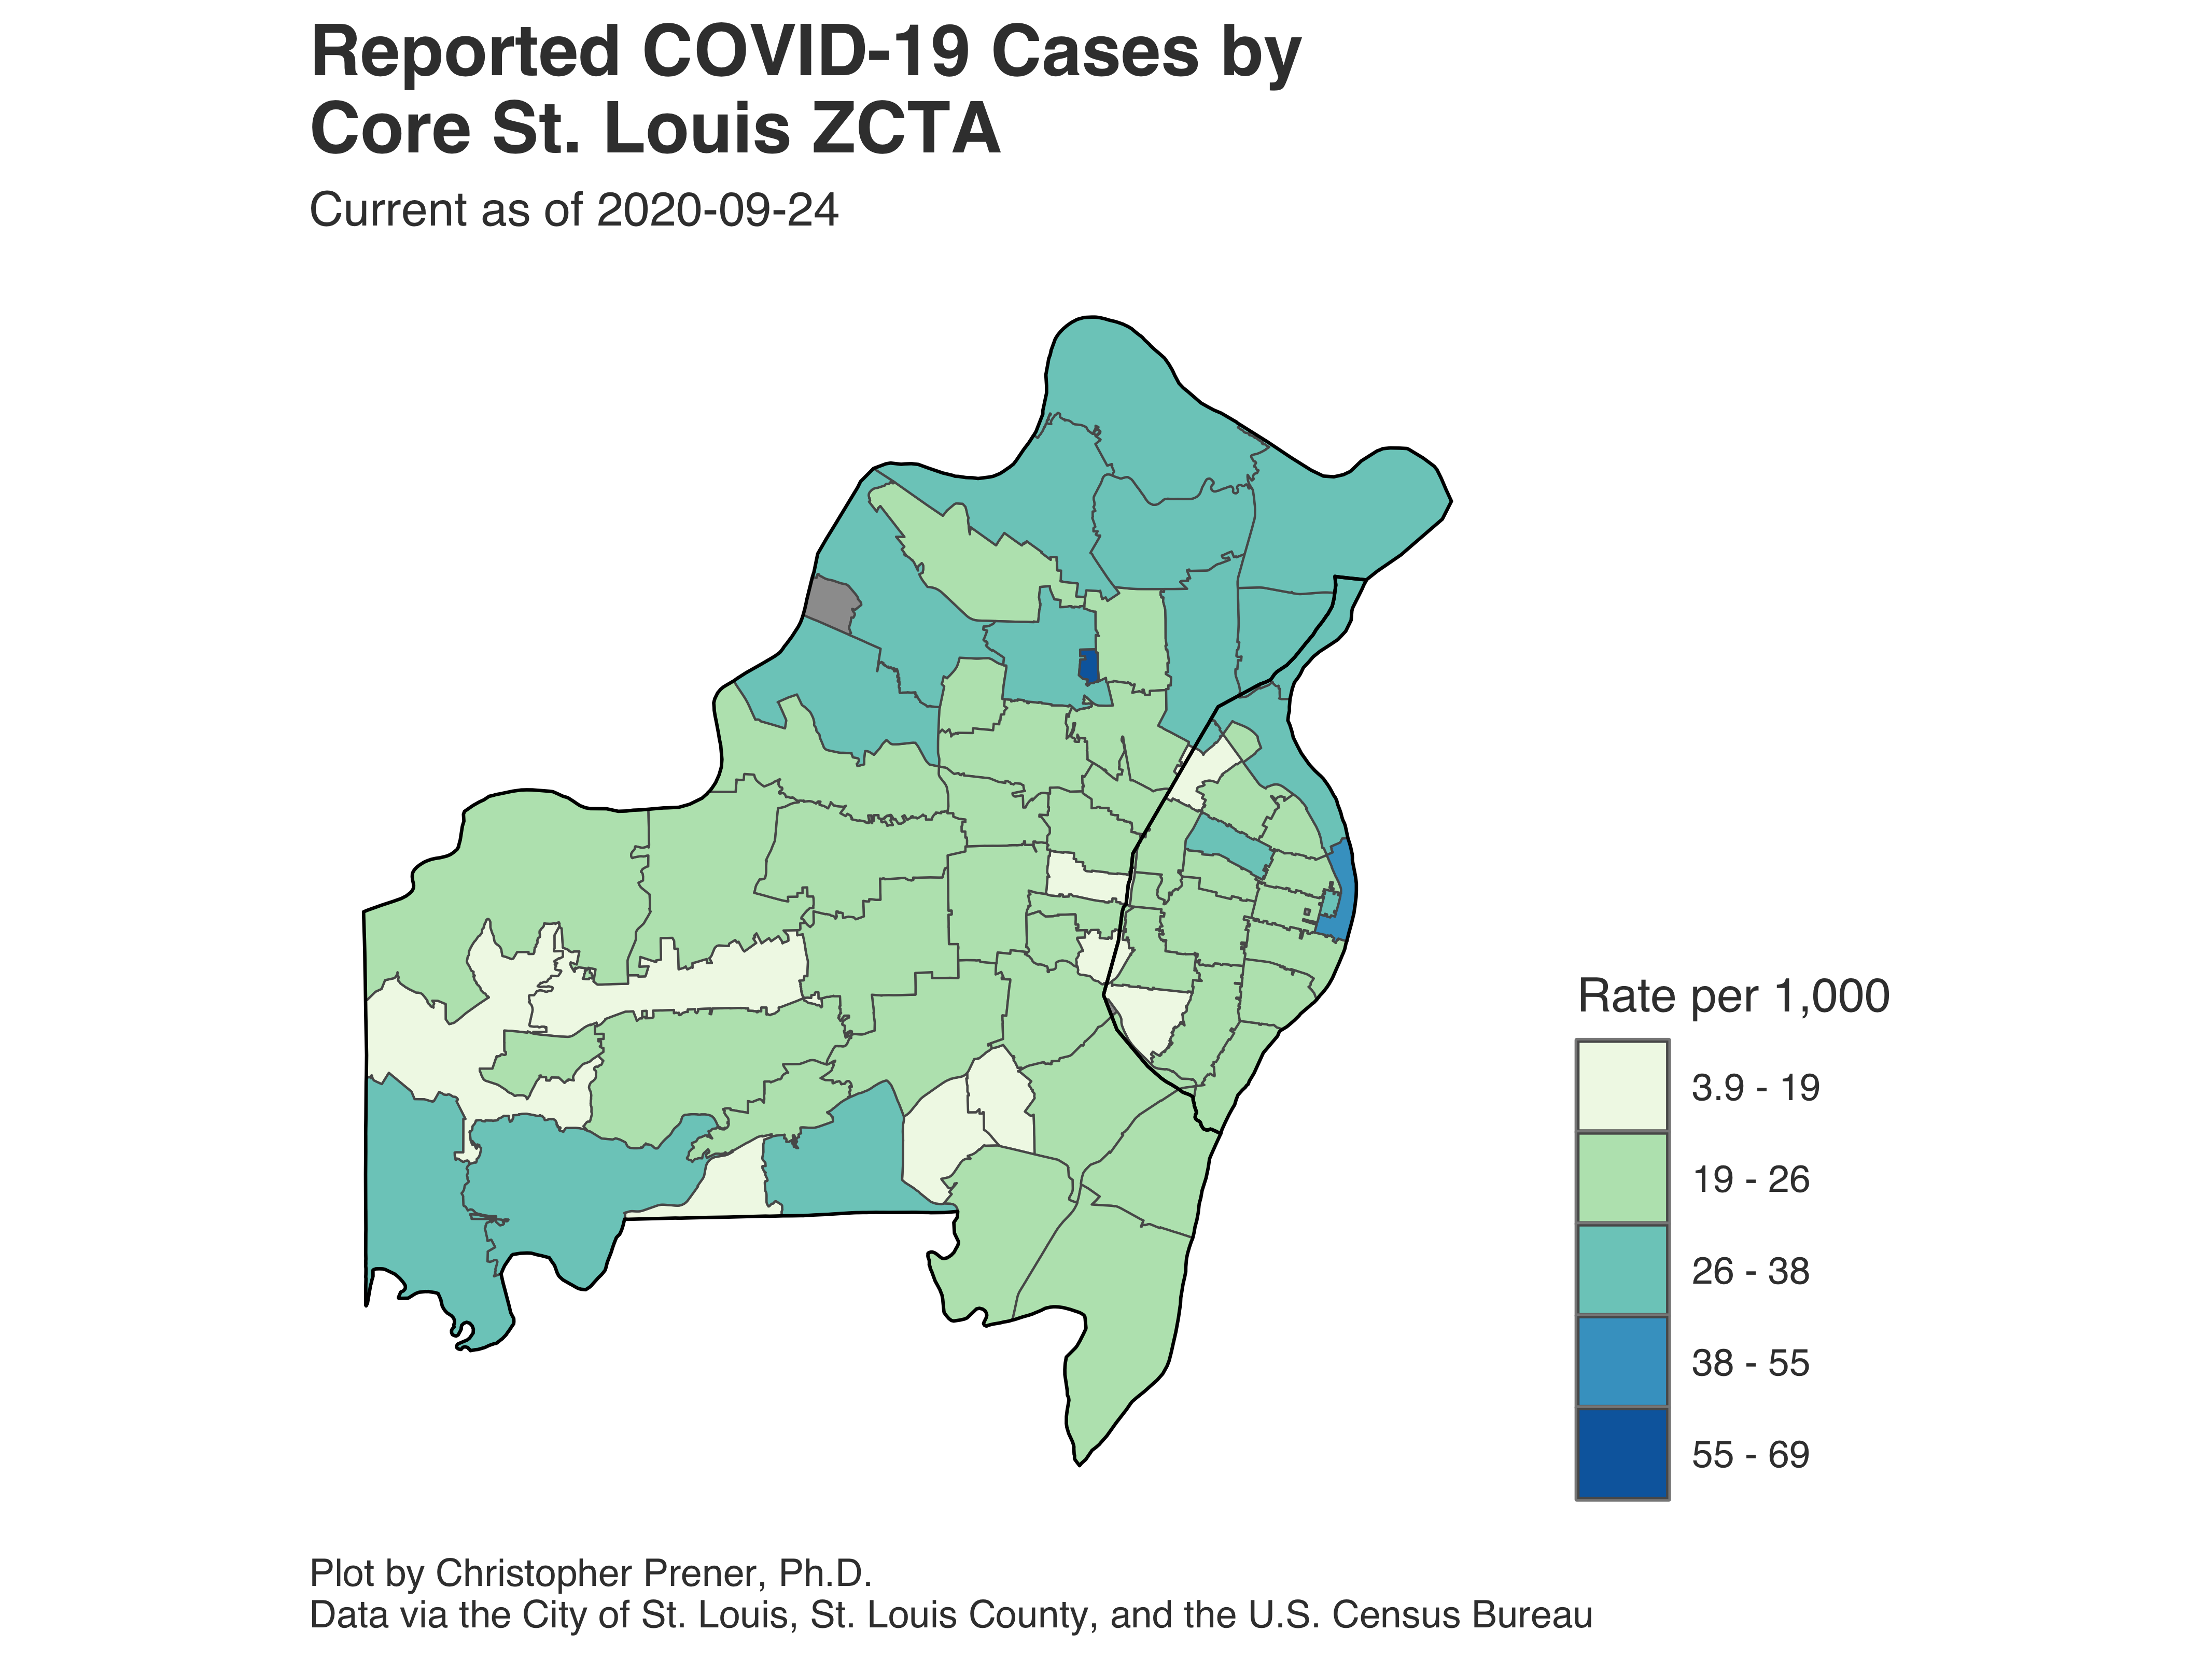 Reported COVID-19 Cases by
Core St. Louis ZCTA
Current as of 2020-09-24
Rate per 1,000
3.9 - 19
19 - 26
26 - 38
38 - 55
55 - 69
Plot by Christopher Prener, Ph.D.
Data via the City of St. Louis, St. Louis County, and the U.S. Census Bureau